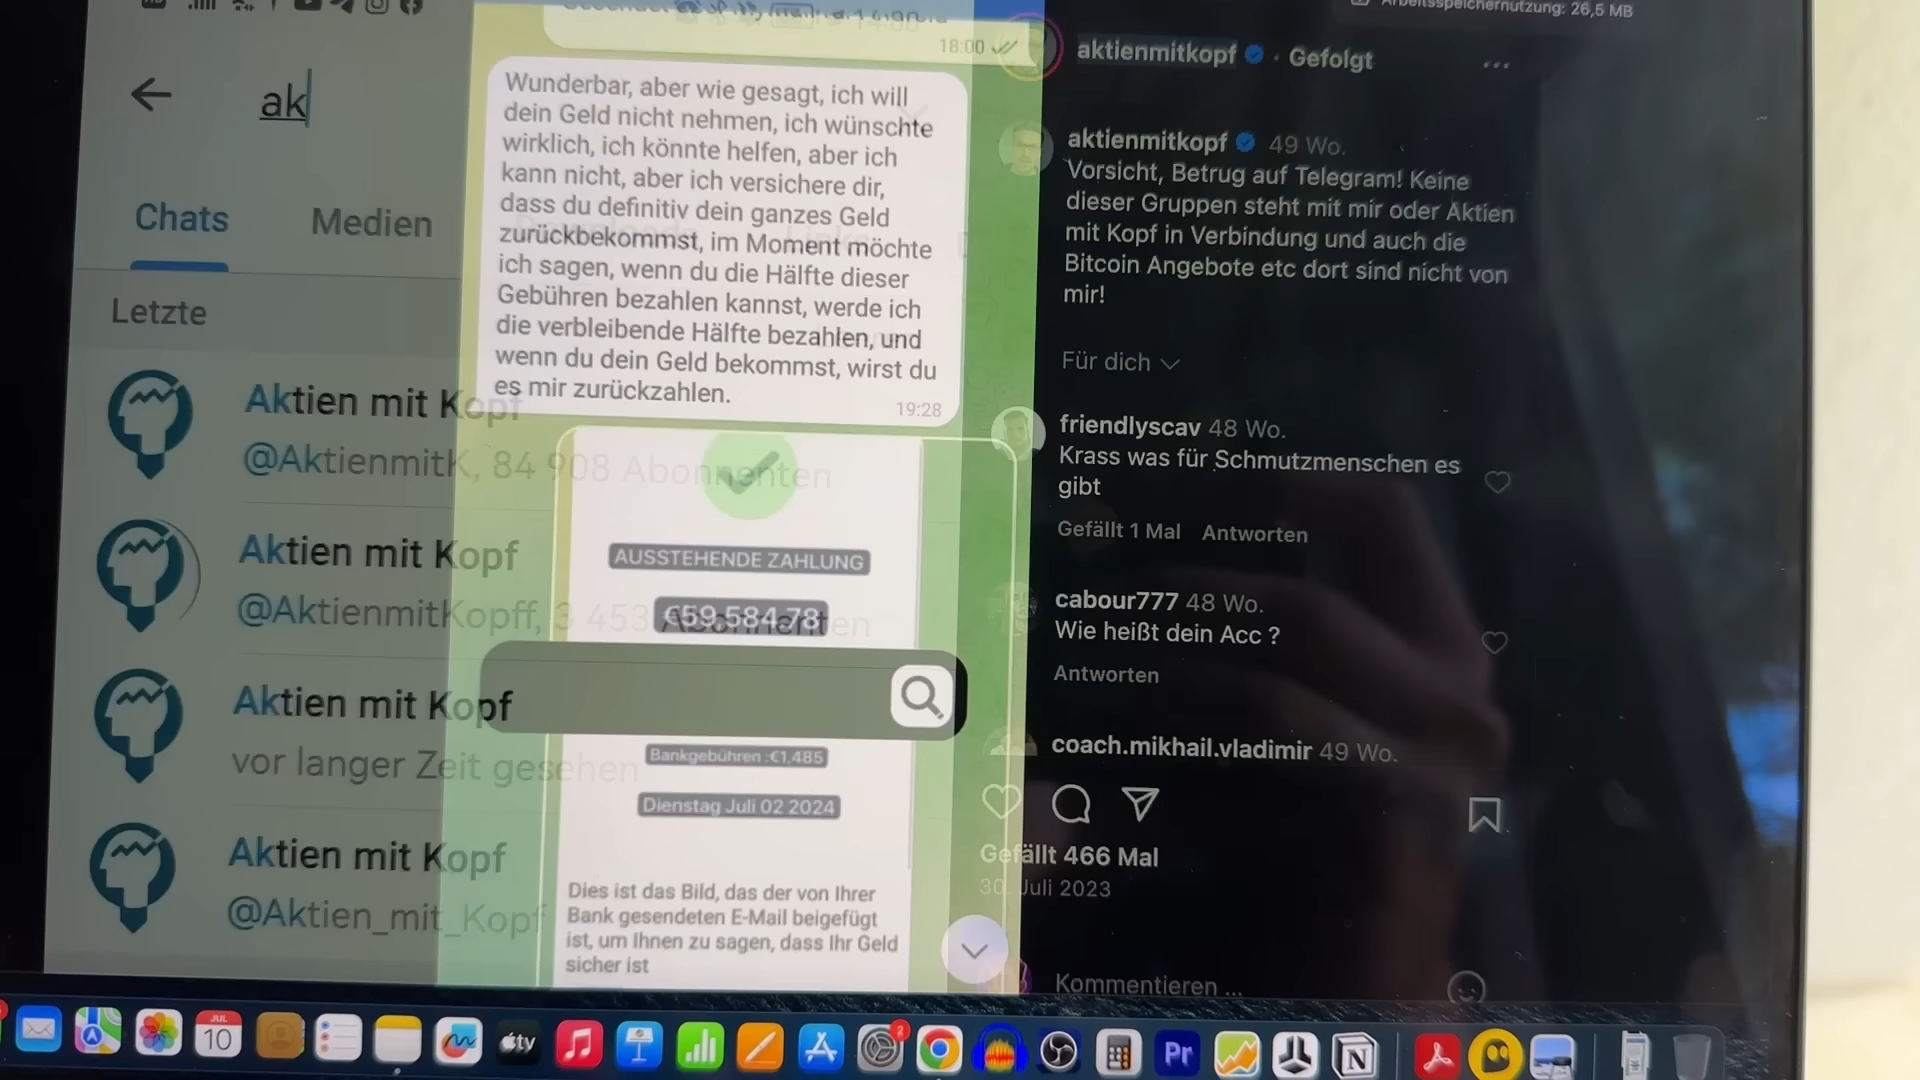 ak
Chats
Medien
Letzte
Aktien mit Kopf
@AktienmitK, 84 908 Abonnenten
Aktien mit Kopf
@AktienmitKopff, 3 453 Abonnenten
Aktien mit Kopf
vor langer Zeit gesehen
Aktien mit Kopf
@Aktien_mit_Kopf
18:00
Wunderbar, aber wie gesagt, ich will
dein Geld nicht nehmen, ich wünschte
wirklich, ich könnte helfen, aber ich
kann nicht, aber ich versichere dir,
dass du definitiv dein ganzes Geld
zurückbekommst, im Moment möchte
ich sagen, wenn du die Hälfte dieser
Gebühren bezahlen kannst, werde ich
die verbleibende Hälfte bezahlen, und
wenn du dein Geld bekommst, wirst du
es mir zurückzahlen.
19:28
AUSSTEHENDE ZAHLUNG
€59,584.78
Bankgebühren :€1,485
Dienstag Juli 02 2024
Dies ist das Bild, das der von Ihrer
Bank gesendeten E-Mail beigefügt
ist, um Ihnen zu sagen, dass Ihr Geld
sicher ist
Arbeitsspeichernutzung: 26,5 MB
aktienmitkopf · Gefolgt
aktienmitkopf 49 Wo.
Vorsicht, Betrug auf Telegram! Keine
dieser Gruppen steht mit mir oder Aktien
mit Kopf in Verbindung und auch die
Bitcoin Angebote etc dort sind nicht von
mir!
Für dich
friendlyscav 48 Wo.
Krass was für Schmutzmenschen es
gibt
Gefällt 1 Mal Antworten
cabour777 48 Wo.
Wie heißt dein Acc ?
Antworten
coach.mikhail.vladimir 49 Wo.
Gefällt 466 Mal
30. Juli 2023
Kommentieren ...
JUL
10
tv
2
Pr
N